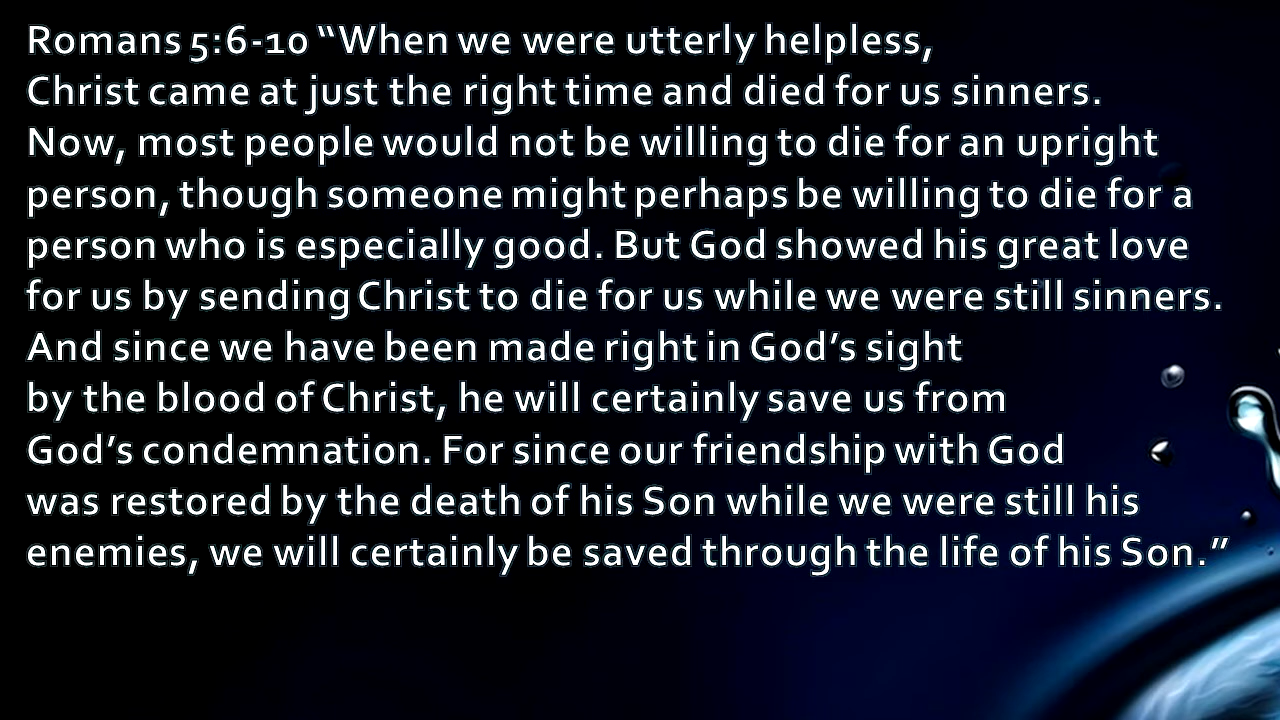 Romans 5:6-10 “When we were utterly helpless,
Christ came at just the right time and died for us sinners.
Now, most people would not be willing to die for an upright
person, though someone might perhaps be willing to die for a
person who is especially good. But God showed his great love
for us by sending Christ to die for us while we were still sinners.
And since we have been made right in God’s sight
by the blood of Christ, he will certainly save us from
God’s condemnation. For since our friendship with God
was restored by the death of his Son while we were still his
enemies, we will certainly be saved through the life of his Son.”